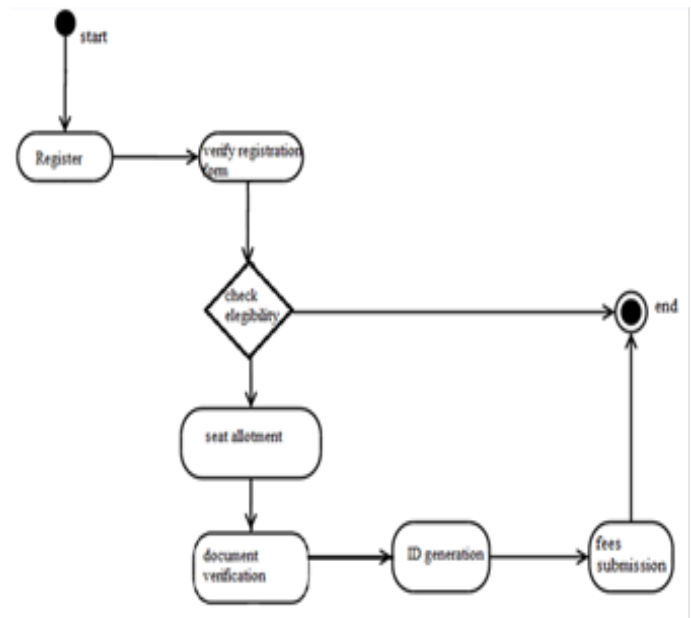 start
Register
verify registration
form
check
elegibility
end
seat allotment
document
verification
ID generation
fees
submission